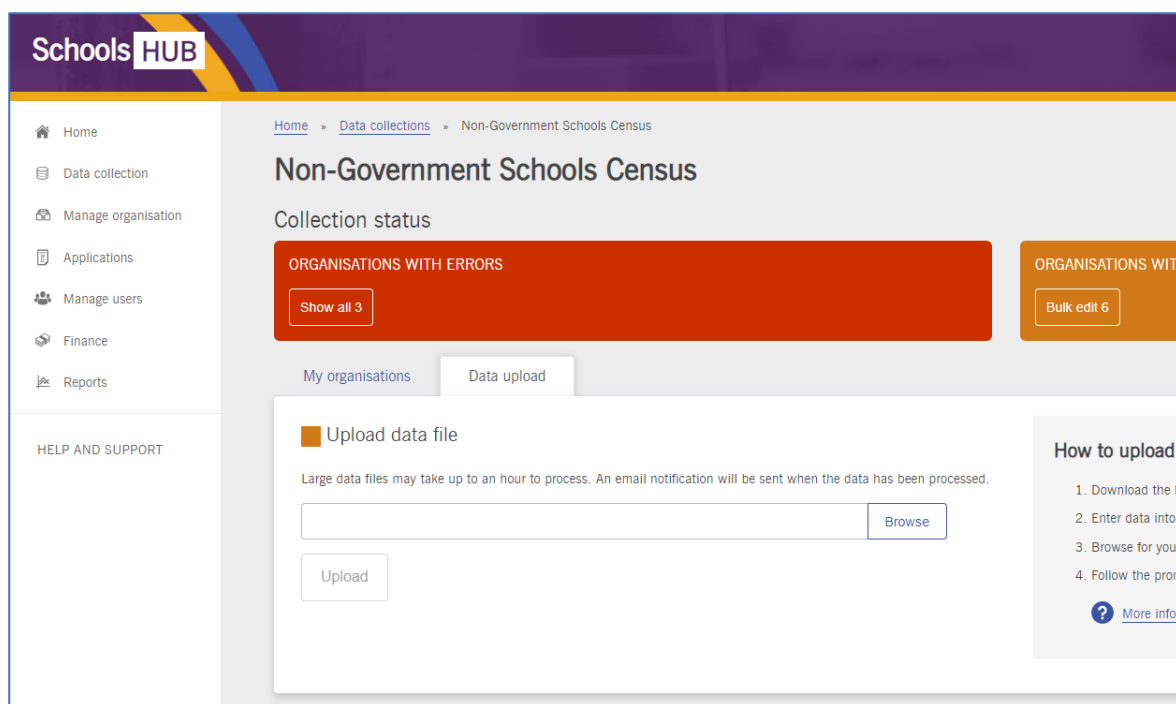 Schools HUB
Home
Data collection
Manage organisation
Applications
Manage users
Finance
Reports
HELP AND SUPPORT
Home » Data collections » Non-Government Schools Census
Non-Government Schools Census
Collection status
ORGANISATIONS WITH ERRORS
Show all 3
ORGANISATIONS WIT
Bulk edit 6
My organisations
Data upload
Upload data file
Large data files may take up to an hour to process. An email notification will be sent when the data has been processed.
Browse
Upload
How to upload
1. Download the
2. Enter data into
3. Browse for you
4. Follow the pro
? More info